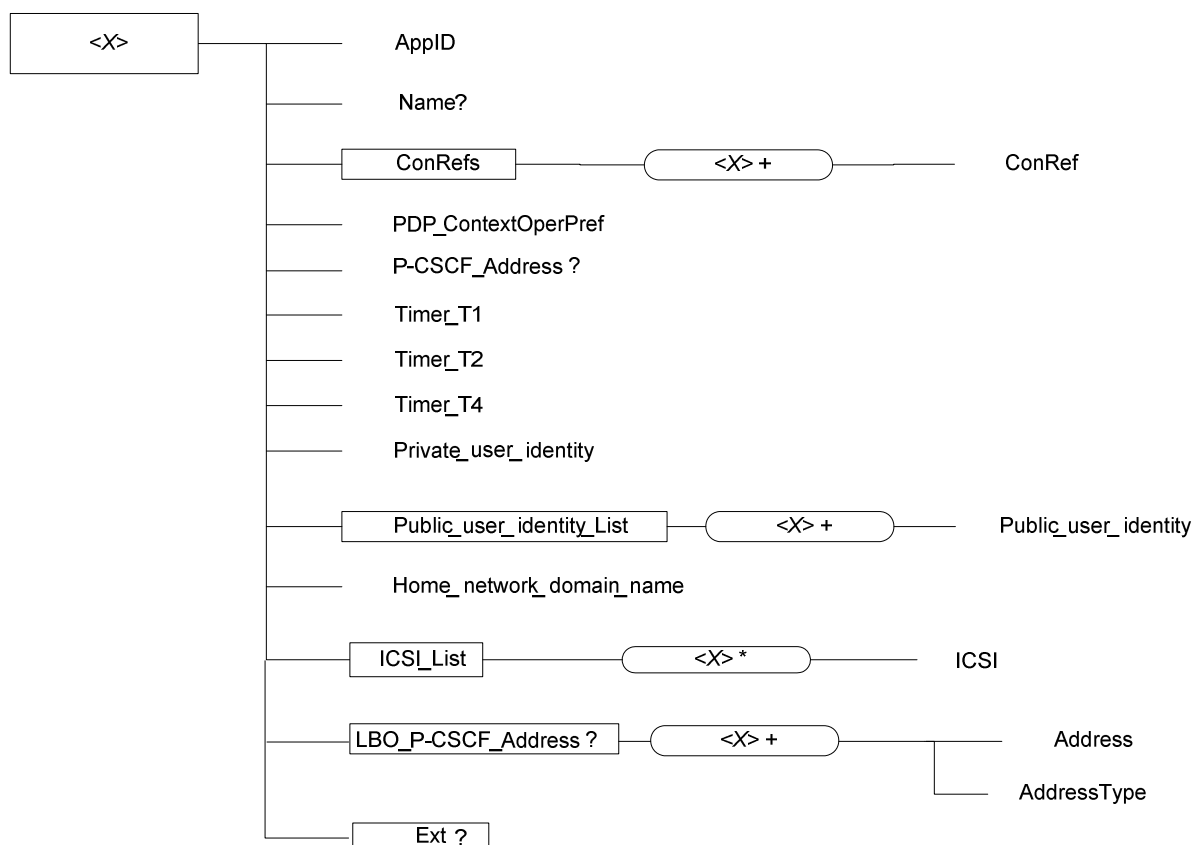 <X>
AppID
Name?
ConRefs <X> + ConRef
PDP_ContextOperPref
P-CSCF_Address ?
Timer_T1
Timer_T2
Timer_T4
Private_user_identity
Public_user_identity_List <X> + Public_user_identity
Home_network_domain_name
ICSI_List <X> * ICSI
LBO_P-CSCF_Address ? <X> + Address
AddressType
Ext ?